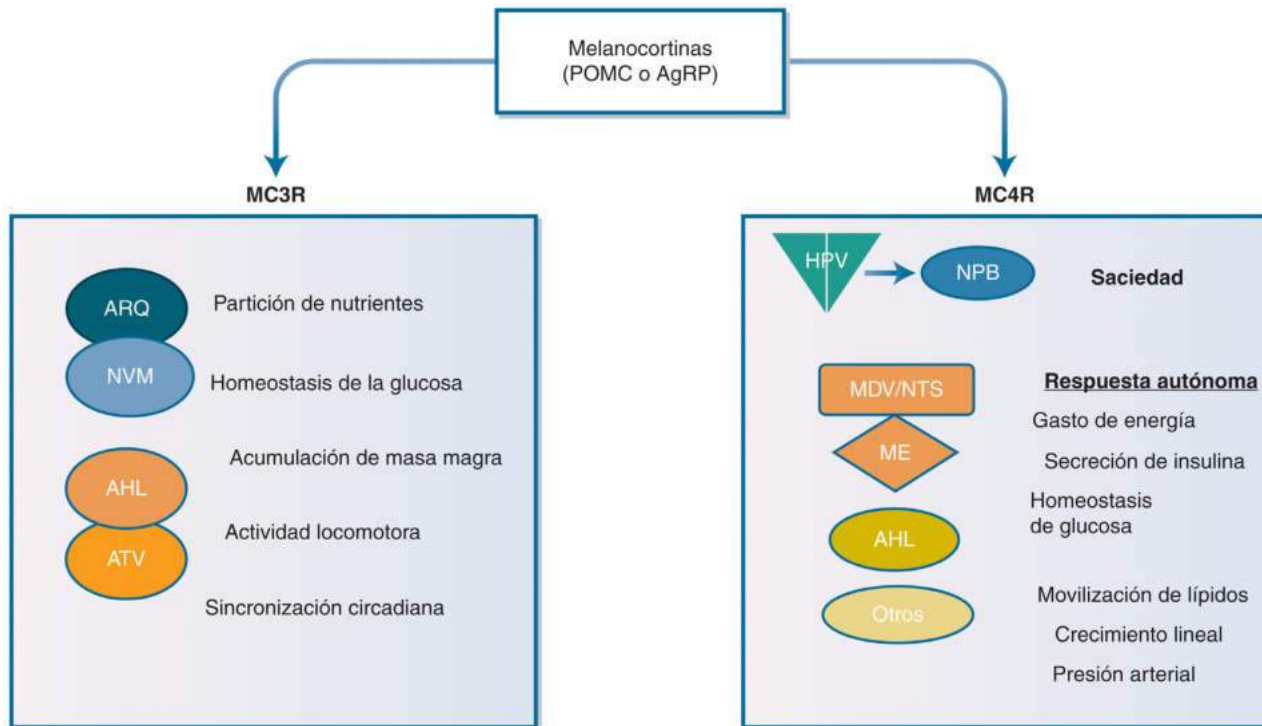 Melanocortinas
(POMC o AgRP)
MC3R
ARQ
Partición de nutrientes
NVM
Homeostasis de la glucosa
Acumulación de masa magra
AHL
Actividad locomotora
ATV
Sincronización circadiana
MC4R
HPV
NPB
Saciedad
MDV/NTS
Respuesta autónoma
Gasto de energía
ME
Secreción de insulina
Homeostasis
de glucosa
AHL
Movilización de lípidos
Otros
Crecimiento lineal
Presión arterial